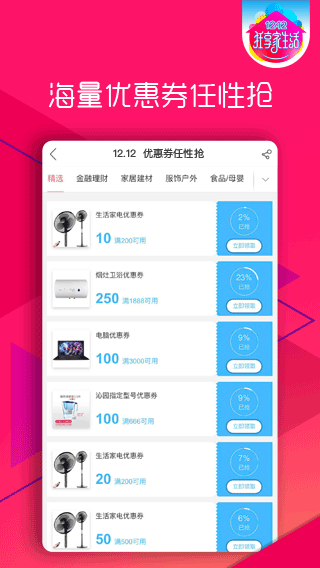 12.12
狂享家生活
海量优惠券任性抢
12.12 优惠券任性抢
精选 金融理财 家居建材 服饰户外 食品/母婴
生活家电优惠券
10 满200可用
2%
已抢
立即领取
烟灶卫浴优惠券
250 满1888可用
23%
已抢
立即领取
电脑优惠券
100 满3000可用
9%
已抢
立即领取
沁园指定型号优惠券
100 满666可用
9%
已抢
立即领取
生活家电优惠券
20 满200可用
7%
已抢
立即领取
生活家电优惠券
50 满500可用
6%
已抢
立即领取